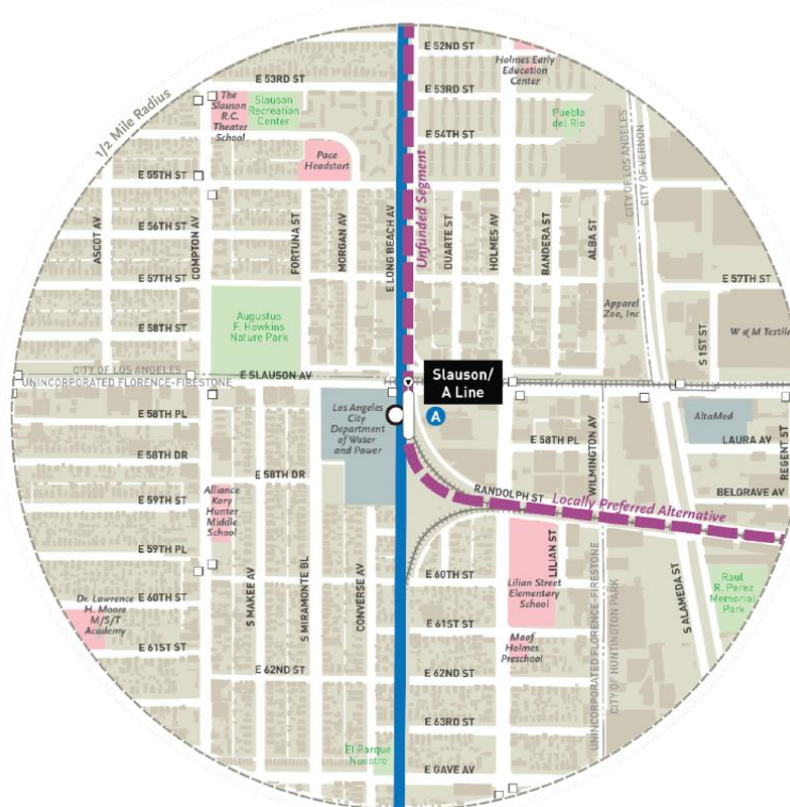 1/2 Mile Radius
E 52ND ST
Holmes Early
Education
Center
E 53RD ST
E 53RD ST
The
Slauson
R.C.
Theater
School
Slauson
Recreation
Center
Pueblo
del Rio
E 54TH ST
Pace
Headstart
CITY OF LOS ANGELES
CITY OF VERNON
E 55TH ST
Unfunded Segment
ASCOT AV
COMPTON AV
E 56TH ST
FORTUNA ST
MORGAN AV
E LONG BEACH AV
DUARTE ST
HOLMES AV
BANDERA ST
ALBA ST
E 57TH ST
E 57TH ST
Apparel
Zoo, Inc
S 1ST ST
W & M Textile
Augustus
F. Hawkins
Nature Park
E 58TH ST
CITY OF LOS ANGELES
UNINCORPORATED FLORENCE-FIRESTONE
E SLAUSON AV
Slauson/
A Line
A
E 58TH PL
Los Angeles
City
Department
of Water
and Power
E 58TH PL
WILMINGTON AV
AltaMed
LAURA AV
REGENT ST
E 58TH DR
E 58TH DR
E 59TH ST
Alliance
Kory
Hunter
Middle
School
RANDOLPH ST
Locally Preferred Alternative
BELGRAVE AV
E 59TH PL
LILIAN ST
S ALAMEDA ST
S MAKEE AV
S MIRAMONTE BL
CONVERSE AV
E 60TH ST
Lilian Street
Elementary
School
Raul
R. Perez
Memorial
Park
Dr. Lawrence
H. Moore
M/S/T
Academy
E 60TH ST
E 61ST ST
E 61ST ST
Maof
Holmes
Preschool
UNINCORPORATED FLORENCE-FIRESTONE
CITY OF HUNTINGTON PARK
E 62ND ST
E 62ND ST
E 63RD ST
El Parque
Nuestro
E GAVE AV